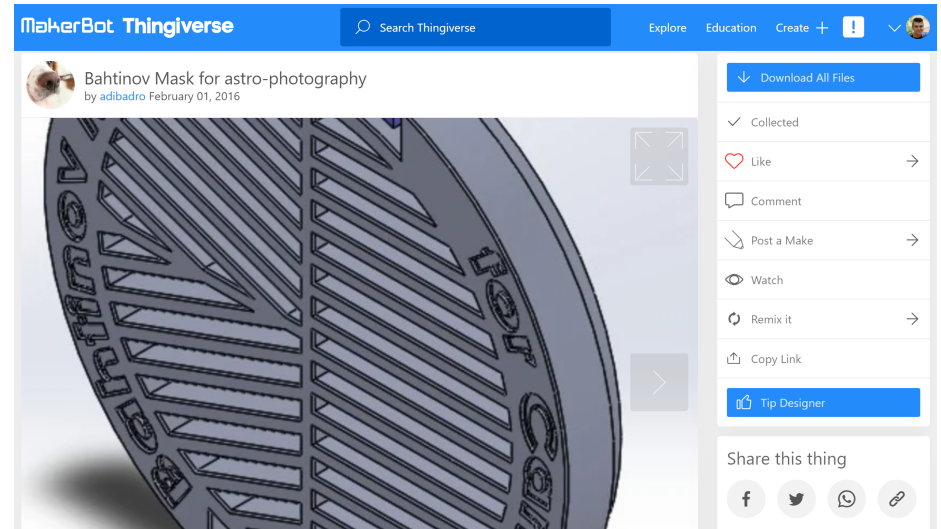 MakerBot Thingiverse
Search Thingiverse
Explore
Education
Create
!
Bahtinov Mask for astro-photography
by adibadro February 01, 2016
Bahtinov
for
Download All Files
Collected
Like
Comment
Post a Make
Watch
Remix it
Copy Link
Tip Designer
Share this thing